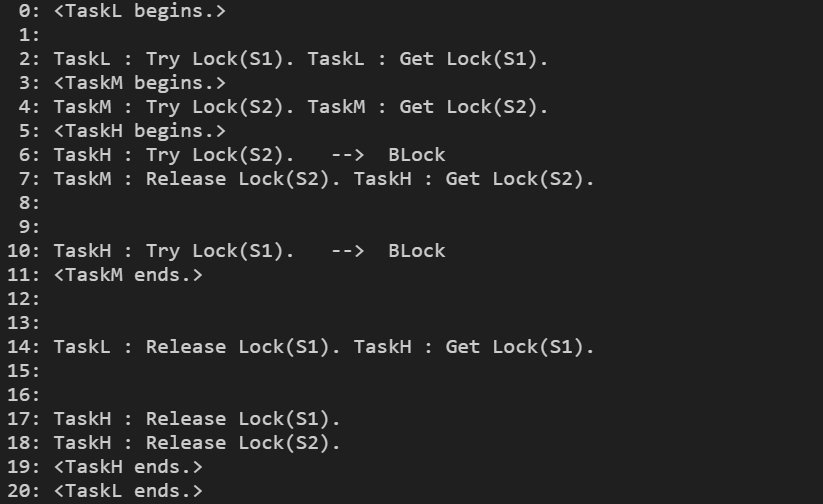 0: <TaskL begins.>
1:
2: TaskL : Try Lock(S1). TaskL : Get Lock(S1).
3: <TaskM begins.>
4: TaskM : Try Lock(S2). TaskM : Get Lock(S2).
5: <TaskH begins.>
6: TaskH : Try Lock(S2).   -->  BLock
7: TaskM : Release Lock(S2). TaskH : Get Lock(S2).
8:
9:
10: TaskH : Try Lock(S1).   -->  BLock
11: <TaskM ends.>
12:
13:
14: TaskL : Release Lock(S1). TaskH : Get Lock(S1).
15:
16:
17: TaskH : Release Lock(S1).
18: TaskH : Release Lock(S2).
19: <TaskH ends.>
20: <TaskL ends.>